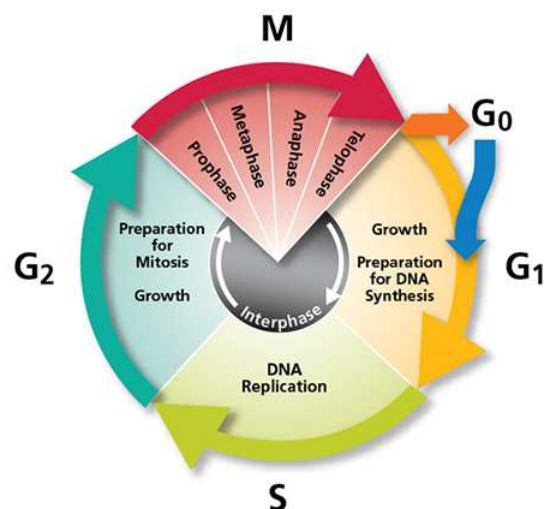 M
Prophase
Metaphase
Anaphase
Telophase
G0
Growth
Preparation
for DNA
Synthesis
G1
Preparation
for
Mitosis
Growth
G2
Interphase
DNA
Replication
S